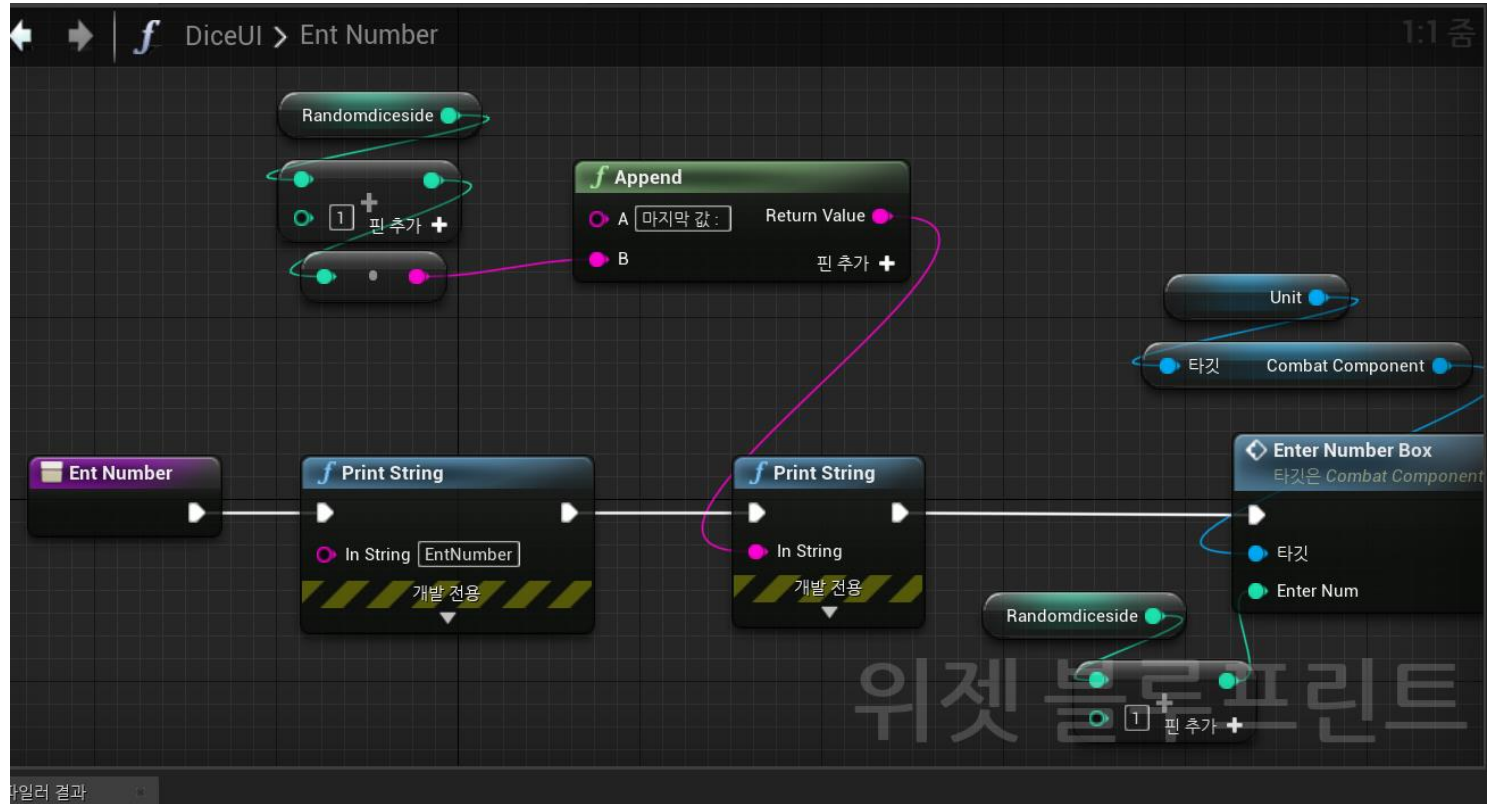 DiceUI > Ent Number
1:1 줌
Randomdiceside
1
핀 추가
Append
A 마지막 값 : Return Value
B 핀 추가
Unit
타깃 Combat Component
Ent Number
Print String
In String EntNumber
개발 전용
Print String
In String
개발 전용
Enter Number Box
타깃은 Combat Component
타깃
Enter Num
Randomdiceside
1
핀 추가
위젯 블루프린트
파일러 결과